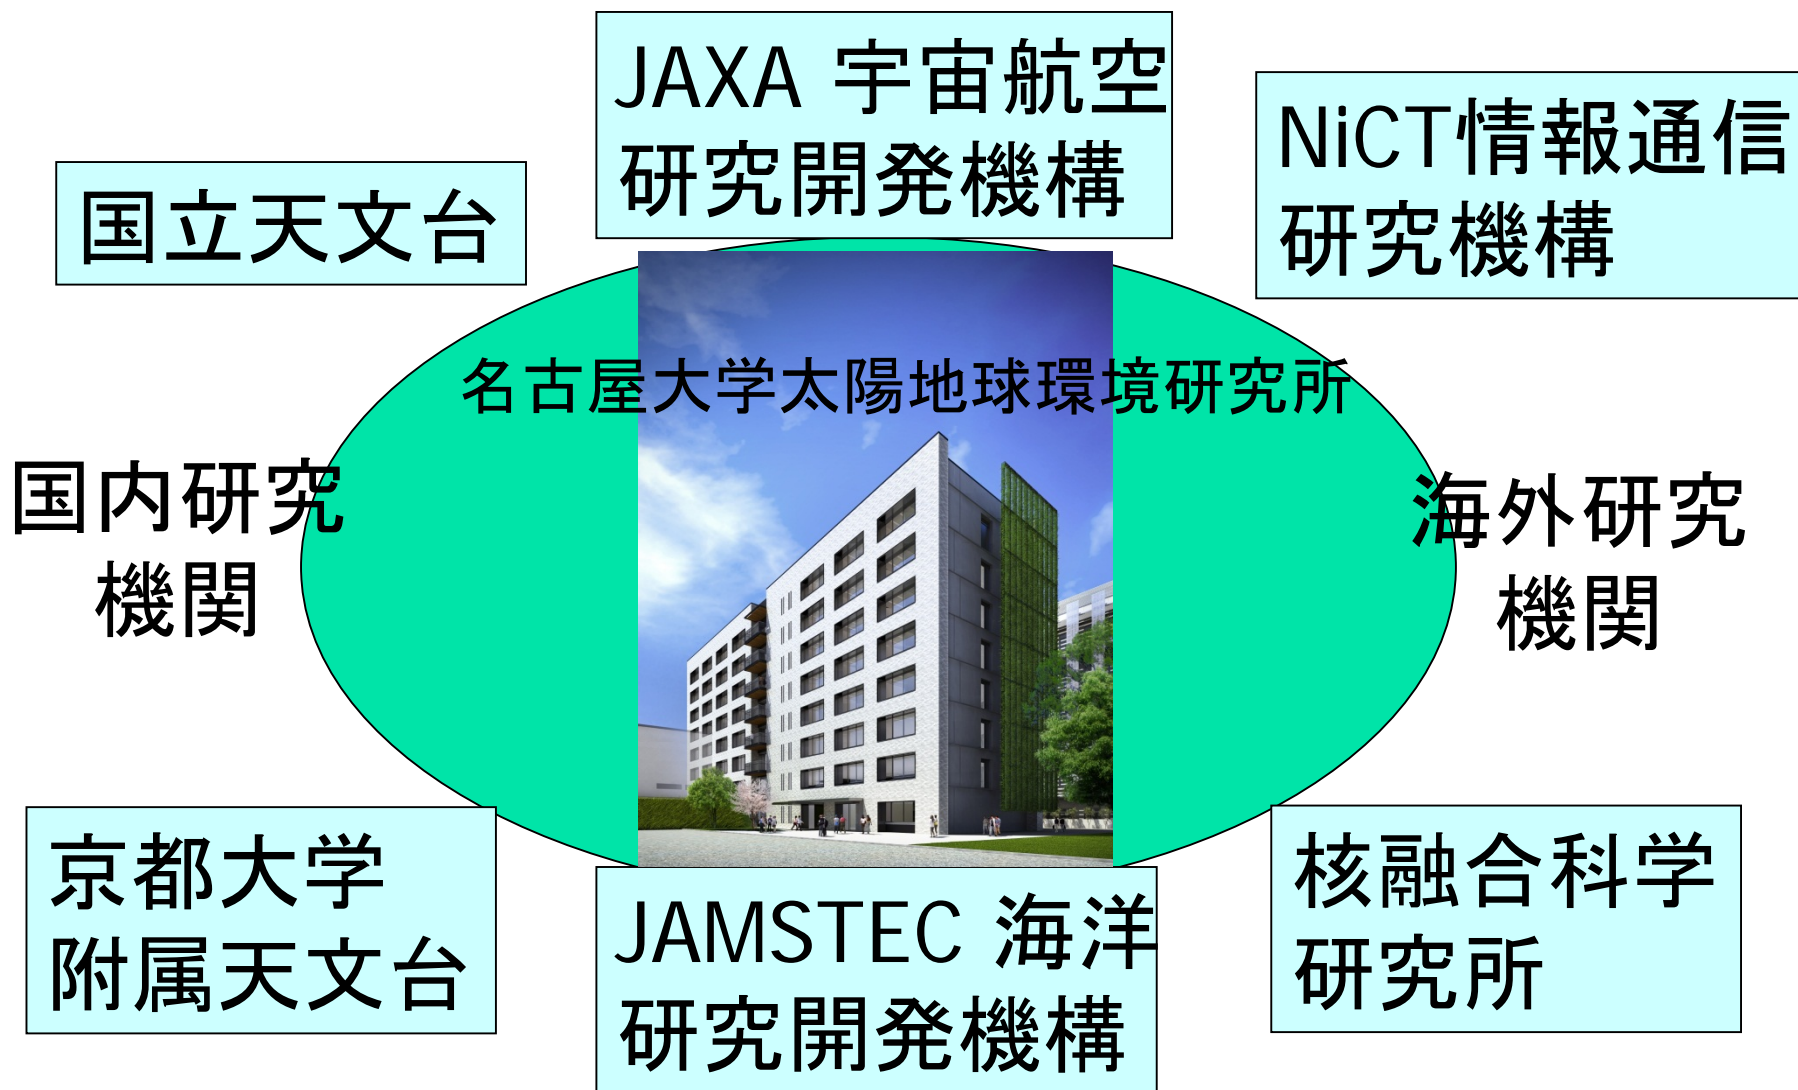 JAXA 宇宙航空
研究開発機構
NiCT情報通信
研究機構
国立天文台
名古屋大学太陽地球環境研究所
国内研究
機関
海外研究
機関
京都大学
附属天文台
JAMSTEC 海洋
研究開発機構
核融合科学
研究所